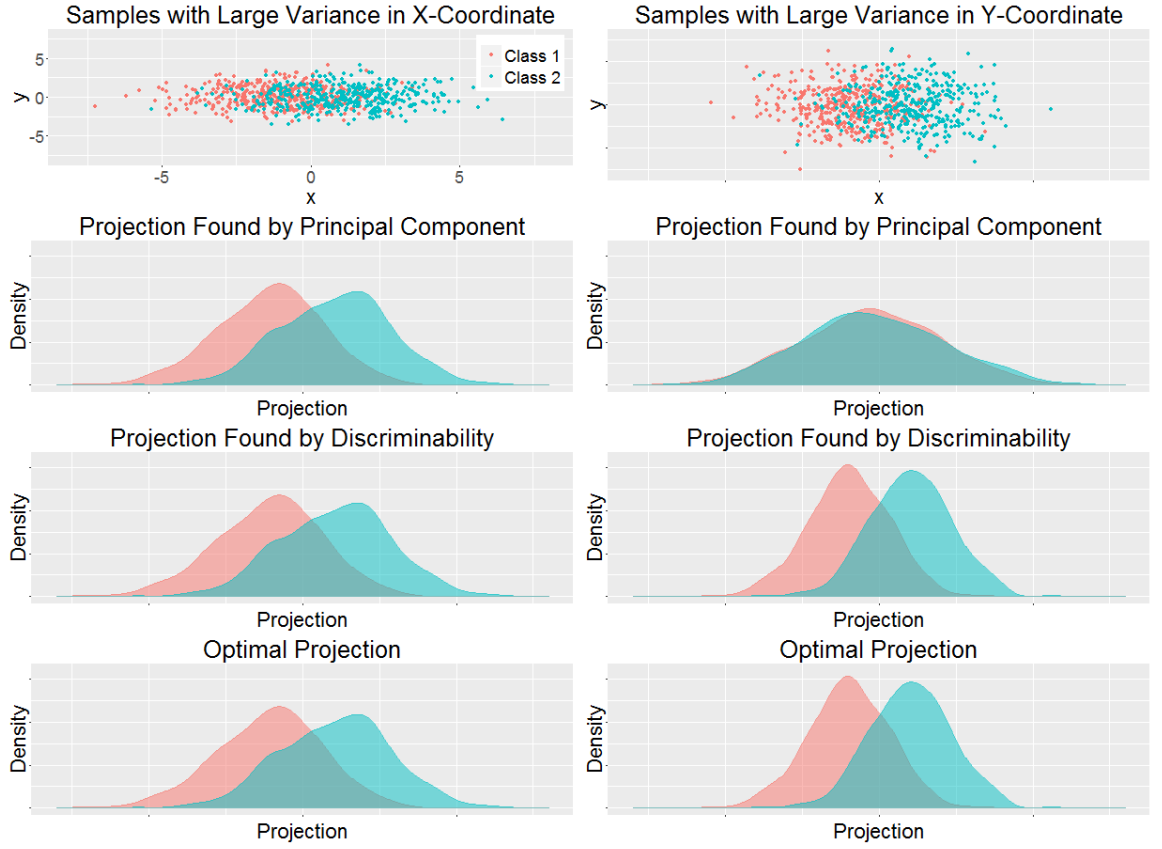 Samples with Large Variance in X-Coordinate
5
0
-5
y
Class 1
Class 2
-5
0
5
x
Samples with Large Variance in Y-Coordinate
y
x
Projection Found by Principal Component
Density
Projection
Projection Found by Principal Component
Density
Projection
Projection Found by Discriminability
Density
Projection
Projection Found by Discriminability
Density
Projection
Optimal Projection
Density
Projection
Optimal Projection
Density
Projection